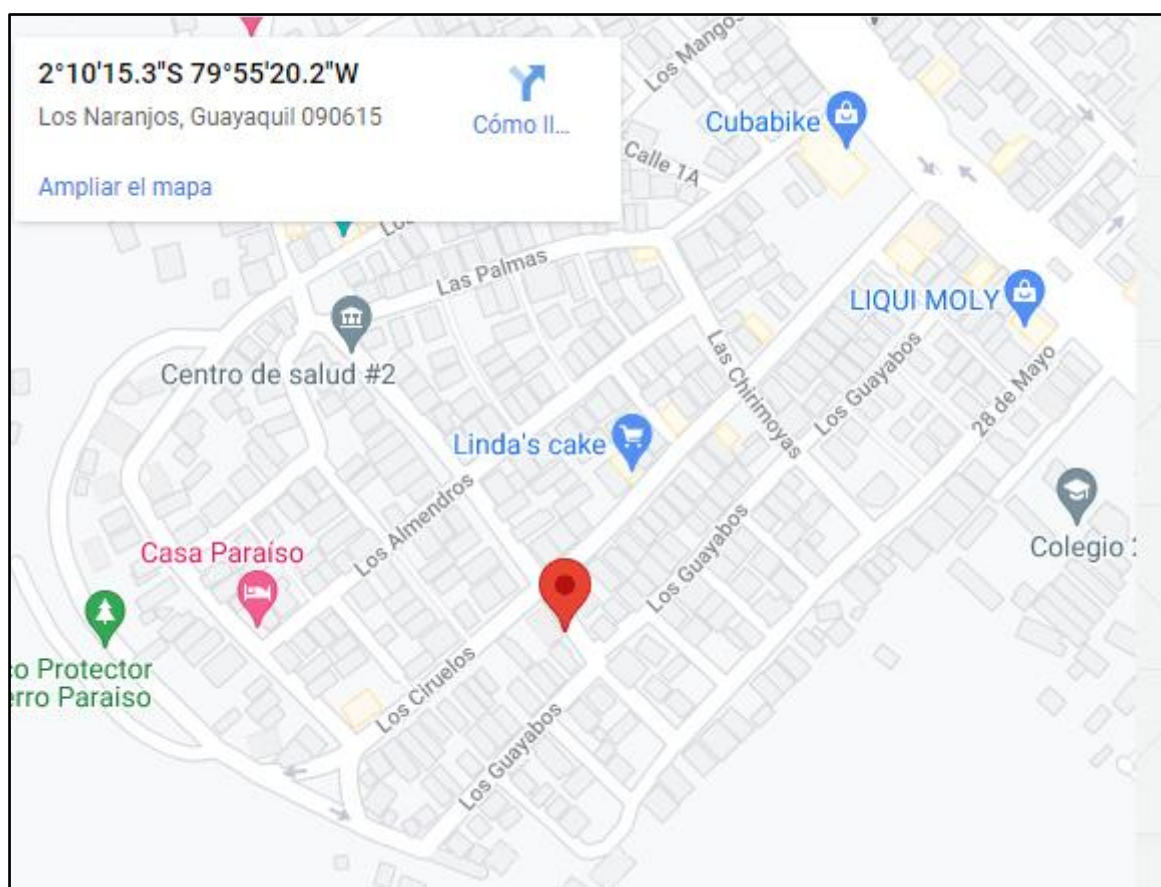 2°10'15.3"S 79°55'20.2"W
Los Naranjos, Guayaquil 090615
Cómo ll...
Ampliar el mapa
Los Mangos
Cubabike
Calle 1A
Las Palmas
LIQUI MOLY
Centro de salud #2
Las Chirimoyas
Los Guayabos
28 de Mayo
Linda's cake
Los Almendros
Los Guayabos
Colegio
Casa Paraíso
Los Ciruelos
co Protector
erro Paraiso
Los Guayabos